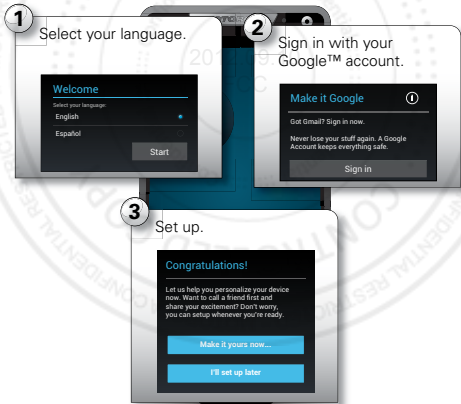 1
Select your language.
Welcome
Select your language:
English
Español
Start
2
Sign in with your
Google™ account.
Make it Google
Got Gmail? Sign in now.
Never lose your stuff again. A Google
Account keeps everything safe.
Sign in
3
Set up.
Congratulations!
Let us help you personalize your device
now. Want to call a friend first and
share your excitement? Don't worry,
you can setup whenever you're ready.
Make it yours now...
I'll set up later